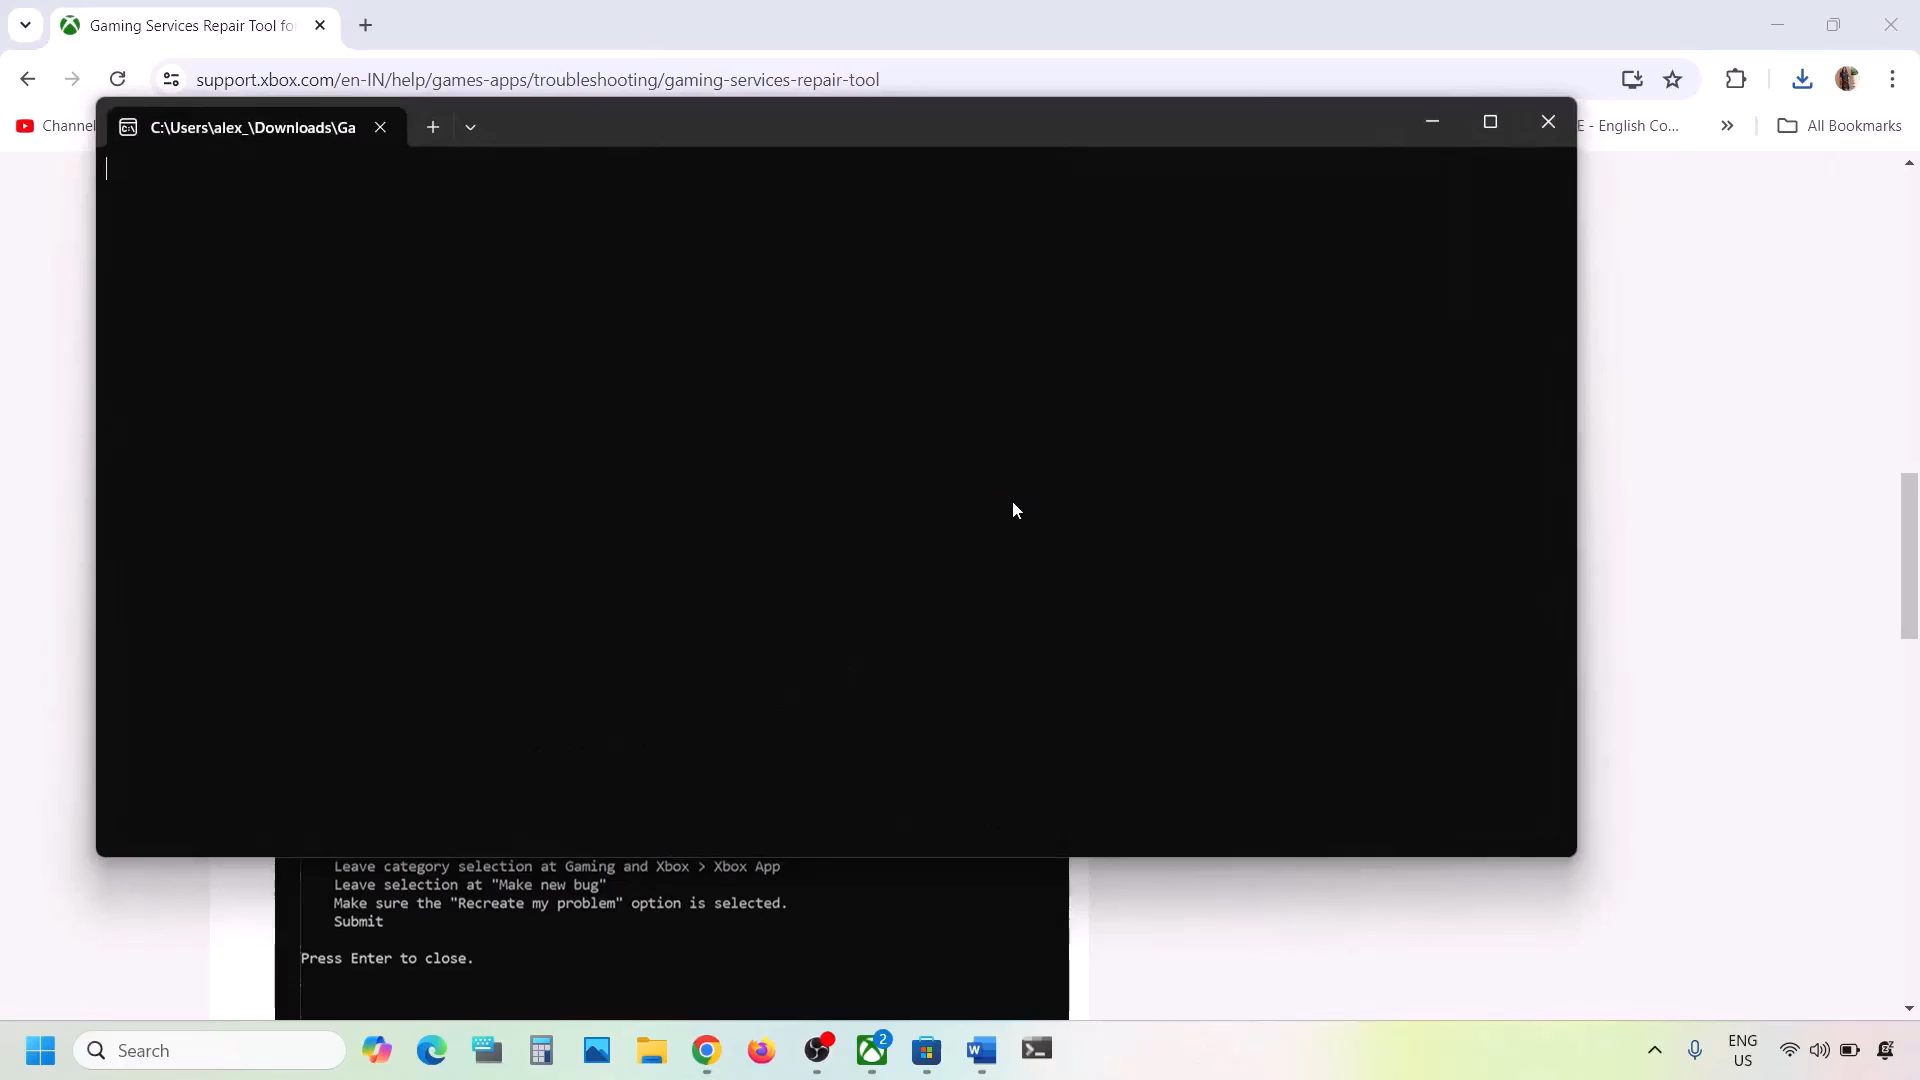 Gaming Services Repair Tool fo
support.xbox.com/en-IN/help/games-apps/troubleshooting/gaming-services-repair-tool
Channel
E - English Co...
All Bookmarks
C:\Users\alex_\Downloads\Ga
Leave category selection at Gaming and Xbox > Xbox App
Leave selection at "Make new bug"
Make sure the "Recreate my problem" option is selected.
Submit
Press Enter to close.
Search
2
ENG
US